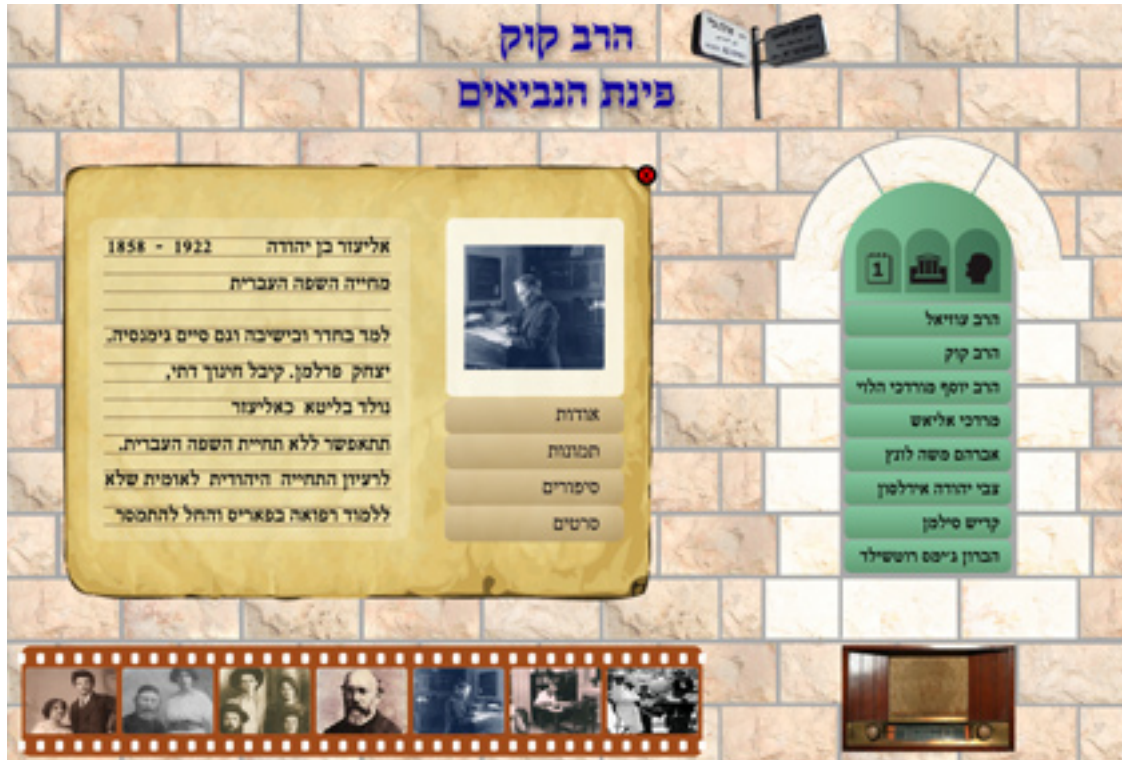 הרב קוק
פינת הנביאים
אליעזר בן יהודה 1858 - 1922
מחייה השפה העברית
למד בחדר ובישיבה וגם סיים גימנסיה.
יצחק פרלמן. קיבל חינוך דתי,
נולד בליטא כאליעזר
תתאפשר ללא תחיית השפה העברית.
לרעיון התחייה היהודית לאומית שלא
ללמוד רפואה בפאריס והחל להתמסר
אודות
תמונות
סיפורים
סרטים
1
הרב עוזיאל
הרב קוק
הרב יוסף מורדכי הלוי
מרדכי אליאש
אברהם משה לונץ
צבי יהודה אידלסון
קדיש סילמן
הברון ג'יימס רוטשילד